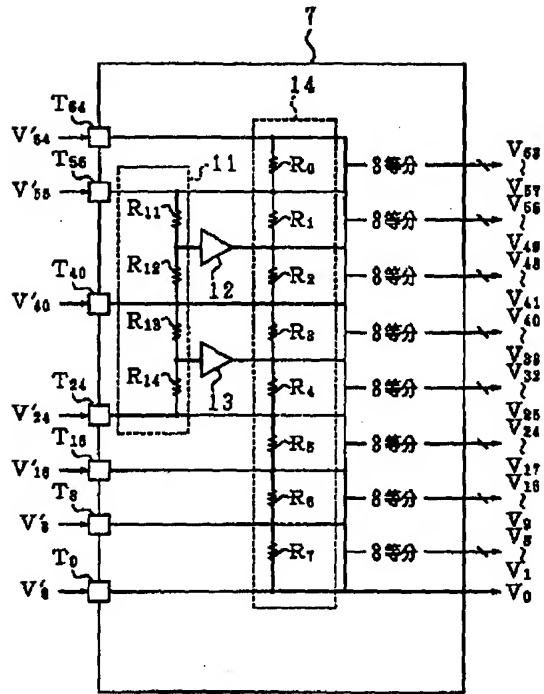 7
14
T₆₄
V'₆₄
R₀
8等分
V₆₃
~
V₅₇
T₅₆
V'₅₆
11
R₁₁
R₁
8等分
V₅₆
~
V₄₉
R₁₂
12
R₂
8等分
V₄₈
~
V₄₁
T₄₀
V'₄₀
R₁₃
R₃
8等分
V₄₀
~
V₃₃
R₁₄
13
R₄
8等分
V₃₂
~
V₂₅
T₂₄
V'₂₄
R₅
8等分
V₂₄
~
V₁₇
T₁₆
V'₁₆
R₆
8等分
V₁₆
~
V₉
T₈
V'₈
R₇
8等分
V₈
~
V₁
T₀
V₀